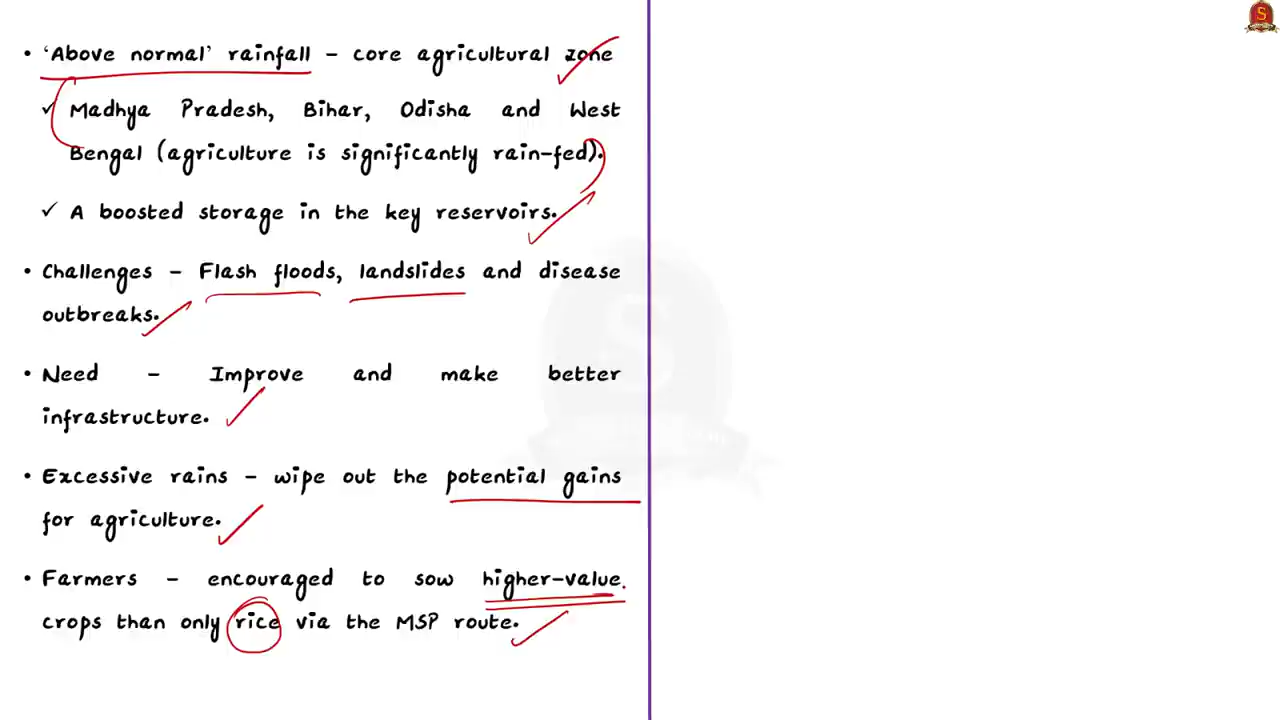 • ‘Above normal’ rainfall – core agricultural zone
✓ Madhya Pradesh, Bihar, Odisha and West
Bengal (agriculture is significantly rain-fed).
✓ A boosted storage in the key reservoirs.
• Challenges – Flash floods, landslides and disease
outbreaks.
• Need – Improve and make better
infrastructure.
• Excessive rains – wipe out the potential gains
for agriculture.
• Farmers – encouraged to sow higher-value
crops than only rice via the MSP route.
S